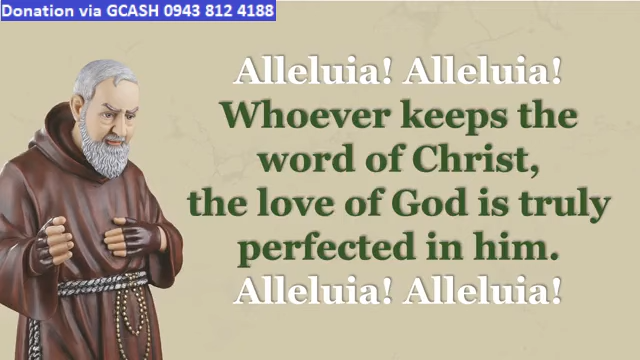 Donation via GCASH 0943 812 4188
Alleluia! Alleluia!
Whoever keeps the
word of Christ,
the love of God is truly
perfected in him.
Alleluia! Alleluia!